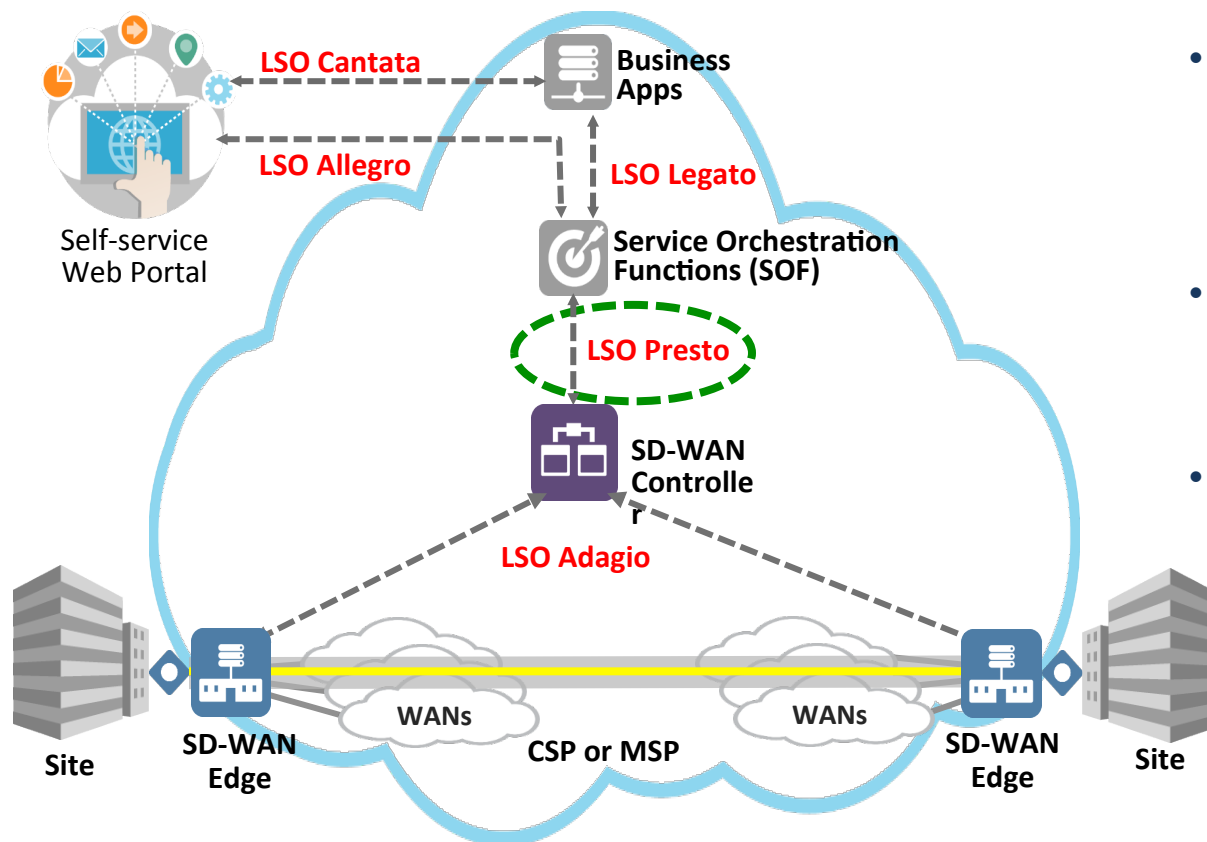 LSO Cantata
Business
Apps
LSO Allegro
LSO Legato
Self-service
Web Portal
Service Orchestration
Functions (SOF)
LSO Presto
SD-WAN
Controlle
r
LSO Adagio
WANs
WANs
Site
SD-WAN
Edge
CSP or MSP
SD-WAN
Edge
Site